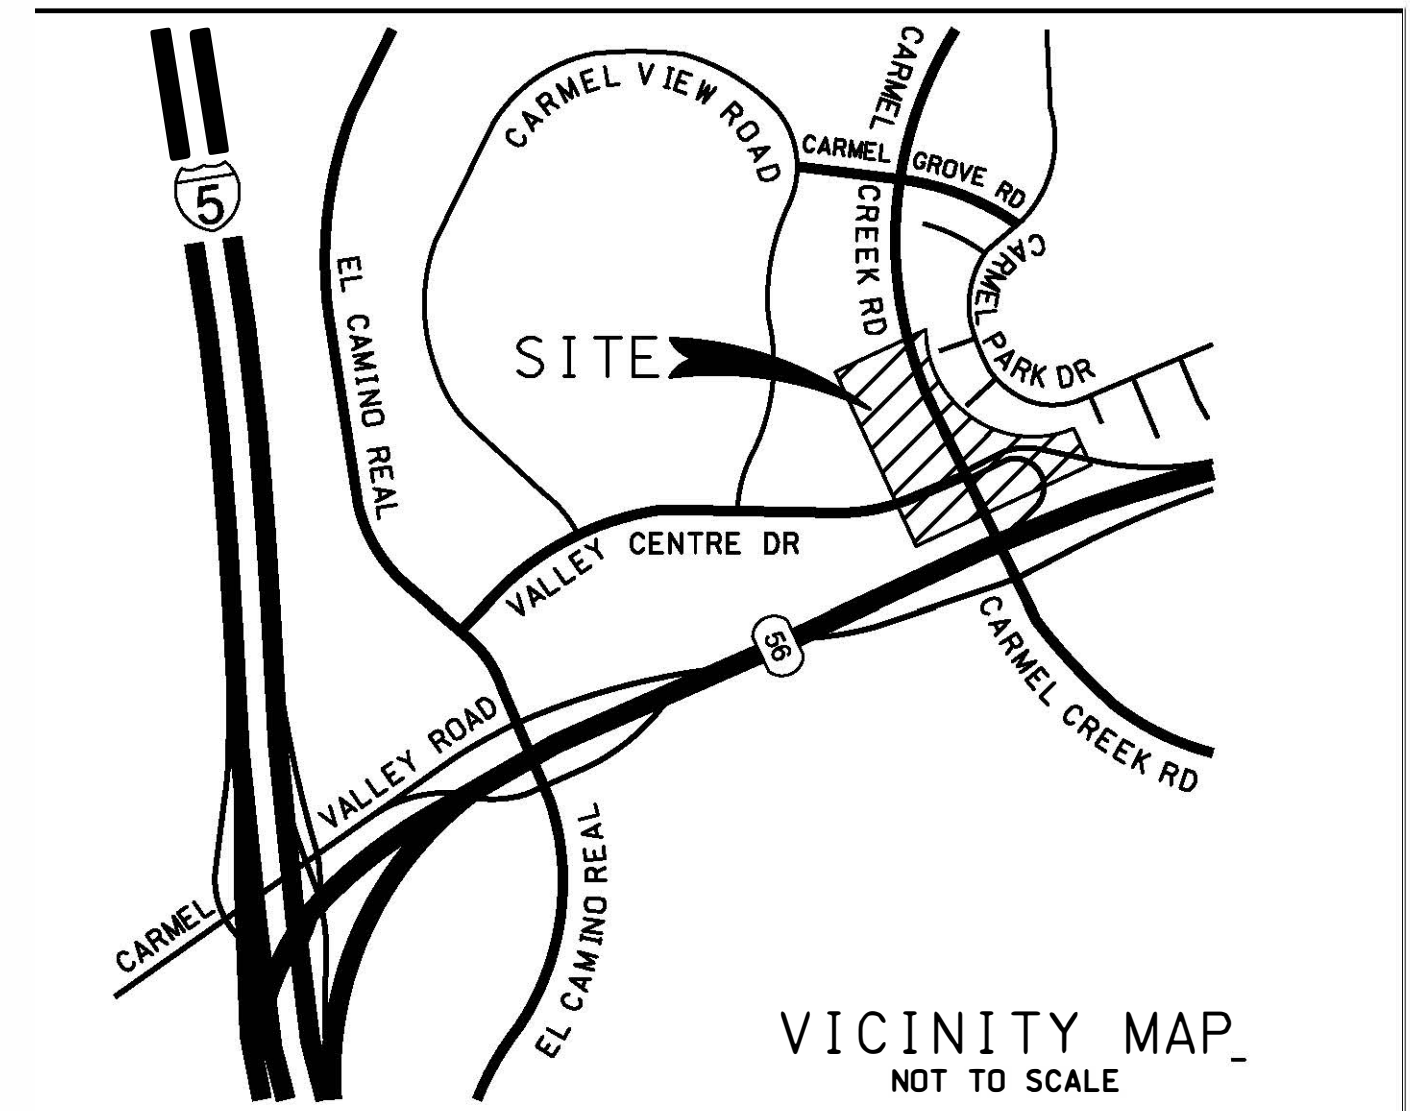 CARMEL VIEW ROAD
CARMEL CREEK RD
CARMEL GROVE RD
5
EL CAMINO REAL
CARMEL PARK DR
SITE
VALLEY CENTRE DR
56
CARMEL CREEK RD
CARMEL VALLEY ROAD
EL CAMINO REAL
VICINITY MAP
NOT TO SCALE